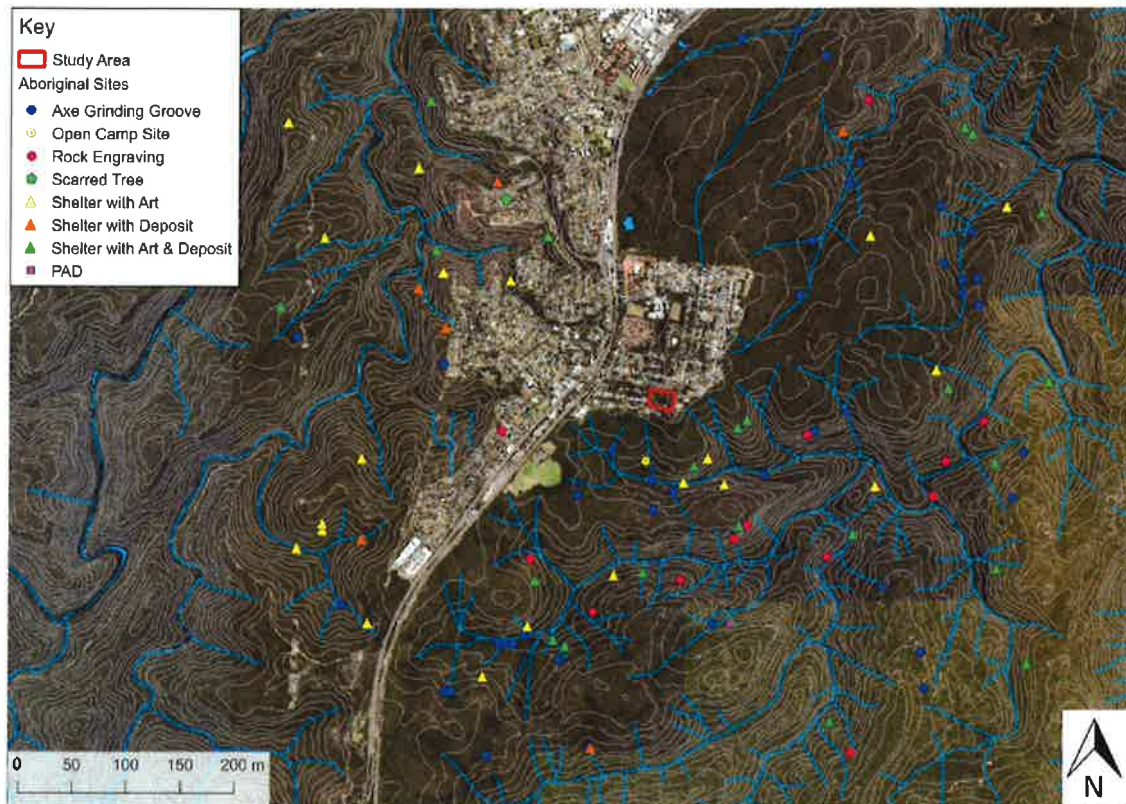 Key
Study Area
Aboriginal Sites
Axe Grinding Groove
Open Camp Site
Rock Engraving
Scarred Tree
Shelter with Art
Shelter with Deposit
Shelter with Art & Deposit
PAD
0 50 100 150 200 m
N